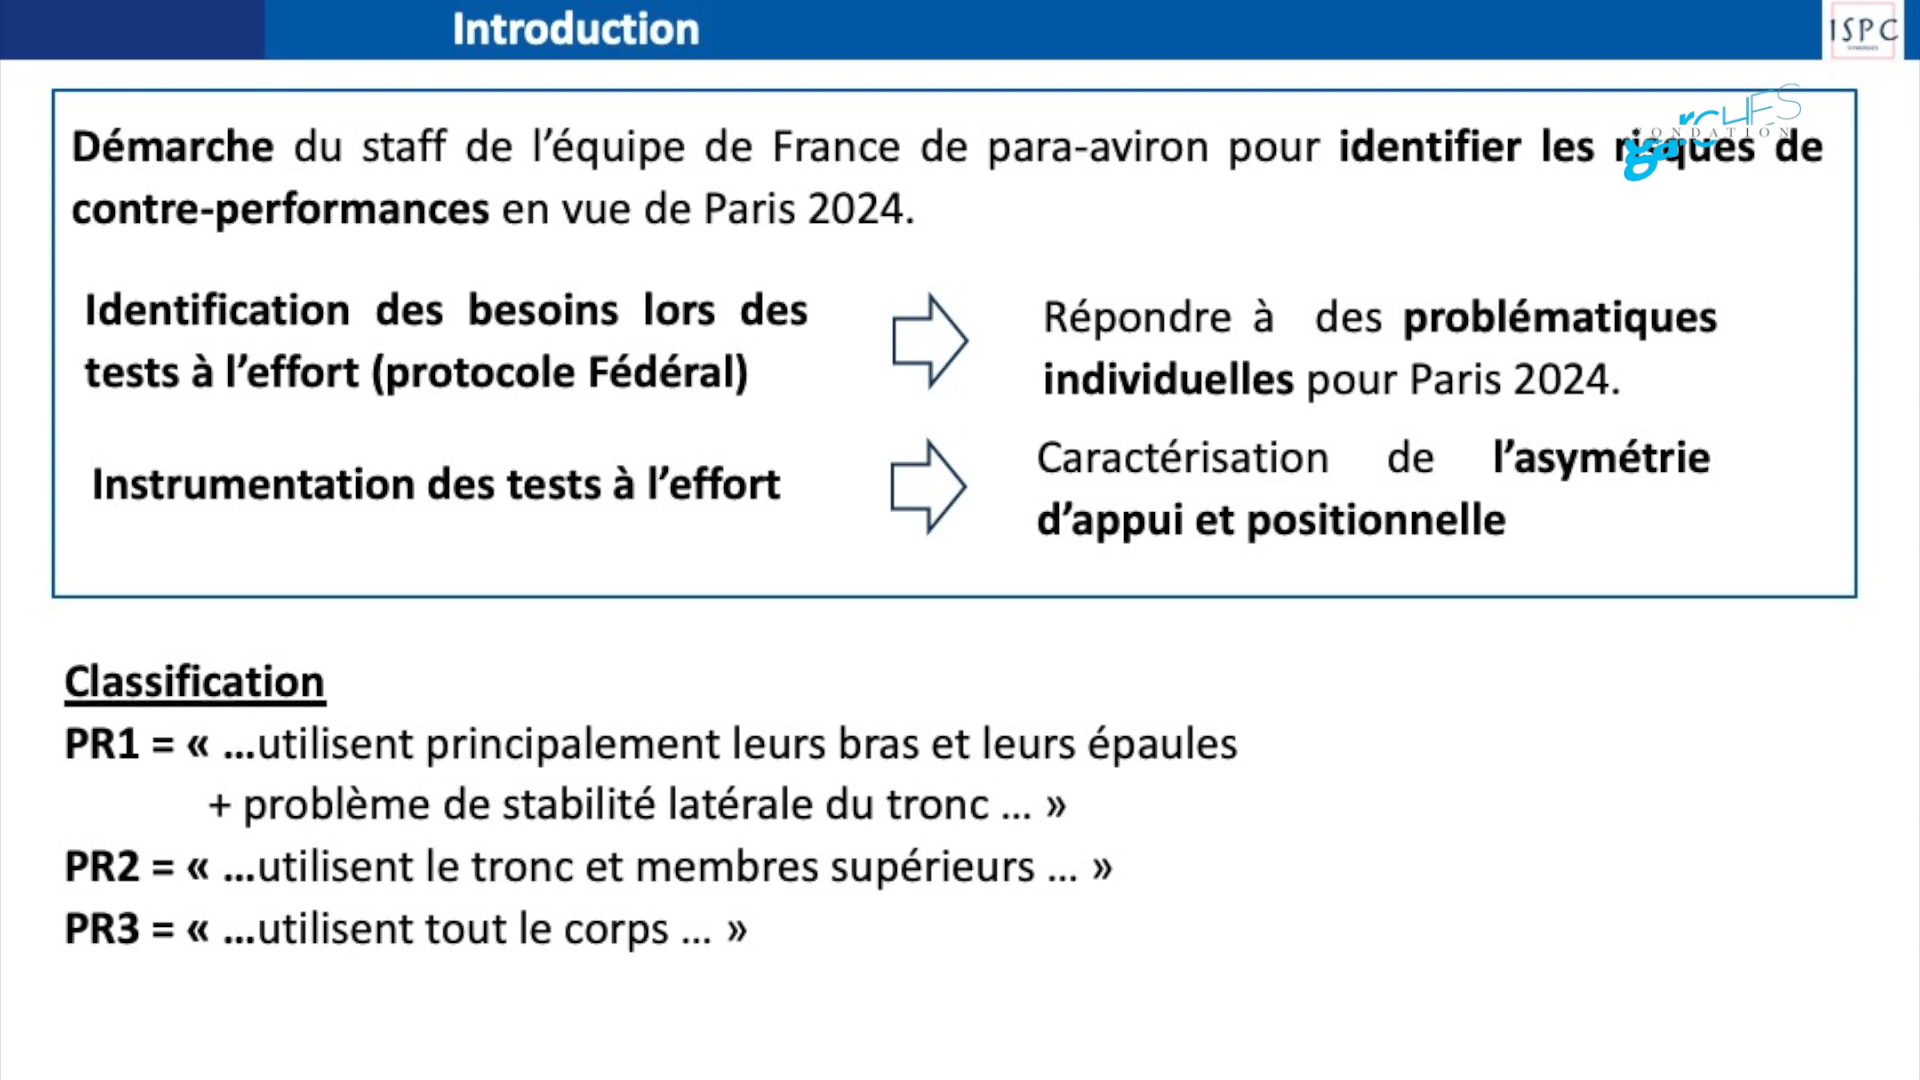 Introduction
ISPC
SYNERGIES
garCHES
FONDATION
Démarche du staff de l’équipe de France de para-aviron pour identifier les risques de
contre-performances en vue de Paris 2024.
Identification des besoins lors des
tests à l’effort (protocole Fédéral)
Répondre à des problématiques
individuelles pour Paris 2024.
Instrumentation des tests à l’effort
Caractérisation de l’asymétrie
d’appui et positionnelle
Classification
PR1 = « ...utilisent principalement leurs bras et leurs épaules
+ problème de stabilité latérale du tronc ... »
PR2 = « ...utilisent le tronc et membres supérieurs ... »
PR3 = « ...utilisent tout le corps ... »